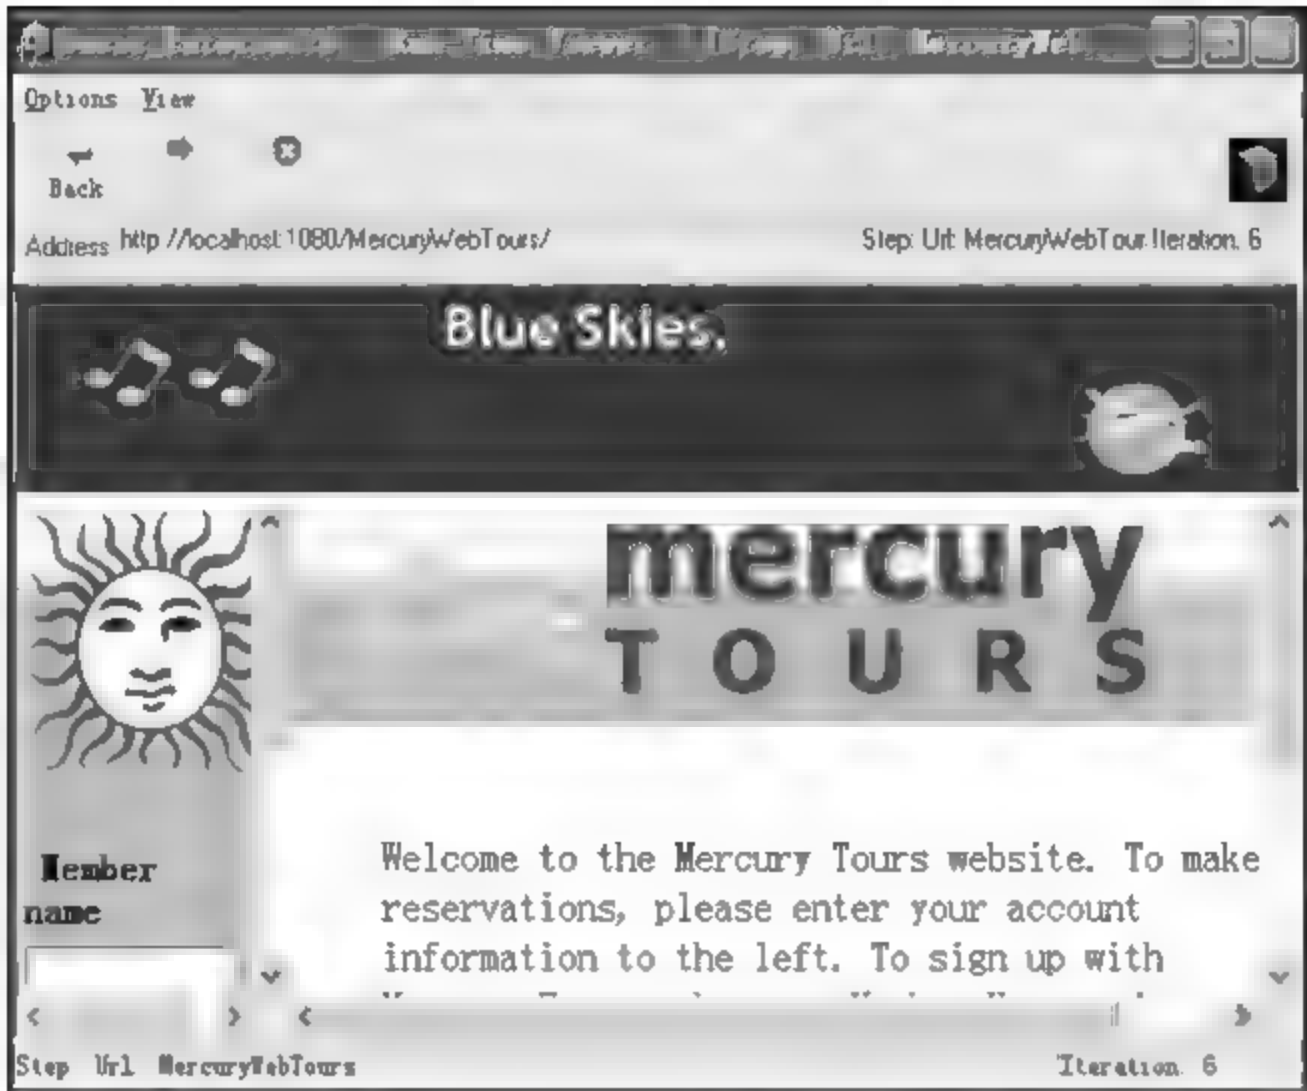 Options View
Back
Address http://localhost:1080/MercuryWebTours/ Step: Url: MercuryWebTour Iteration: 6
Blue Skies.
mercury
TOURS
Member
name
Welcome to the Mercury Tours website. To make
reservations, please enter your account
information to the left. To sign up with
Step Url MercuryWebTours Iteration 6